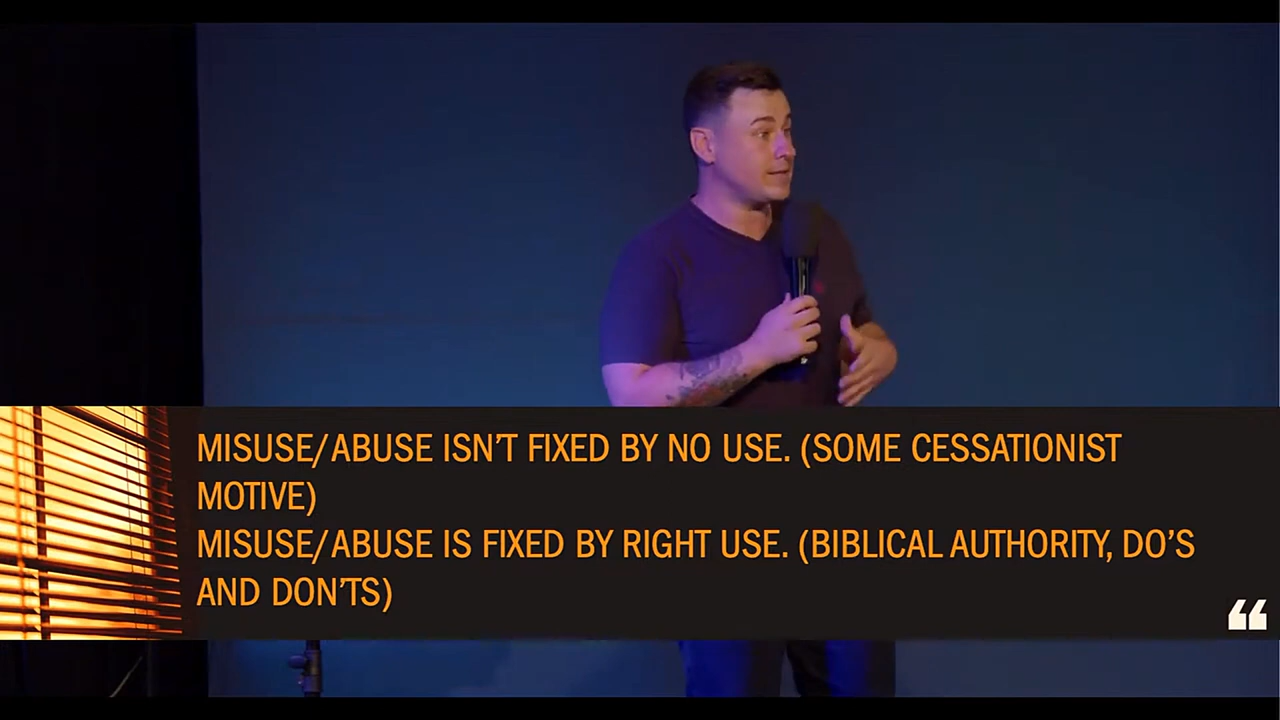 MISUSE/ABUSE ISN'T FIXED BY NO USE. (SOME CESSATIONIST
MOTIVE)
MISUSE/ABUSE IS FIXED BY RIGHT USE. (BIBLICAL AUTHORITY, DO'S
AND DON'TS)
“